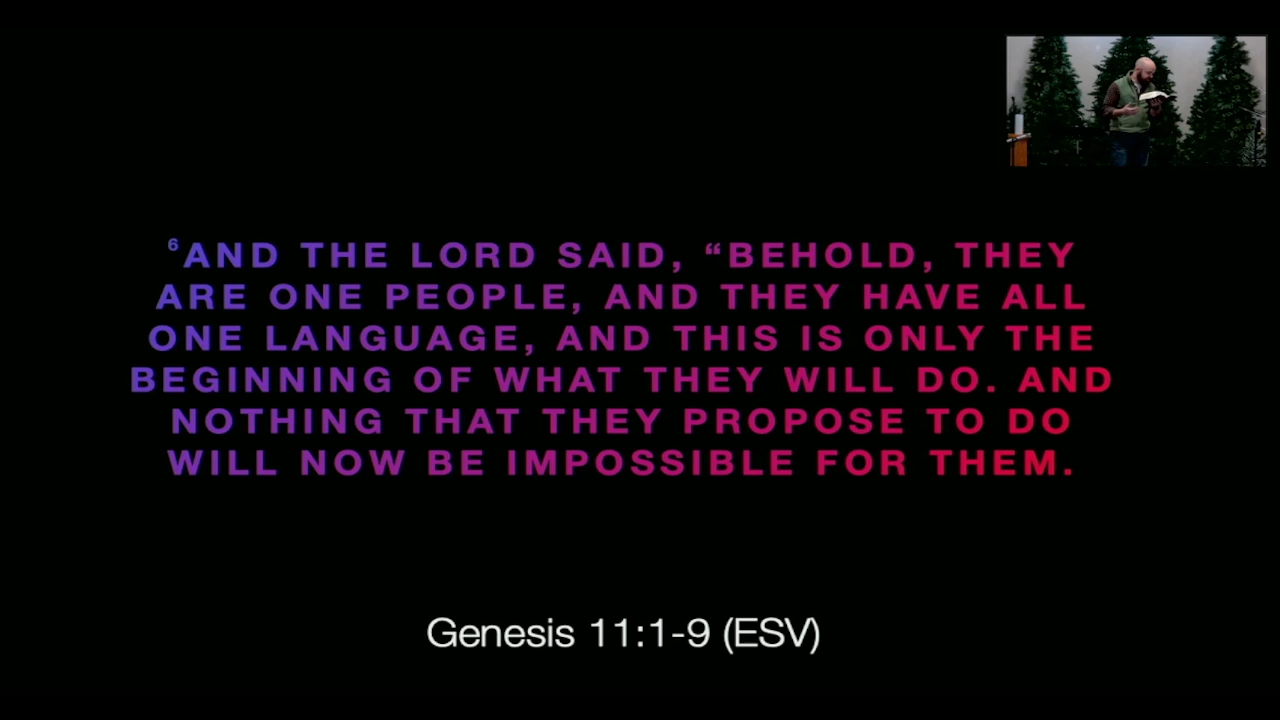 ⁶AND THE LORD SAID, “BEHOLD, THEY
ARE ONE PEOPLE, AND THEY HAVE ALL
ONE LANGUAGE, AND THIS IS ONLY THE
BEGINNING OF WHAT THEY WILL DO. AND
NOTHING THAT THEY PROPOSE TO DO
WILL NOW BE IMPOSSIBLE FOR THEM.
Genesis 11:1-9 (ESV)